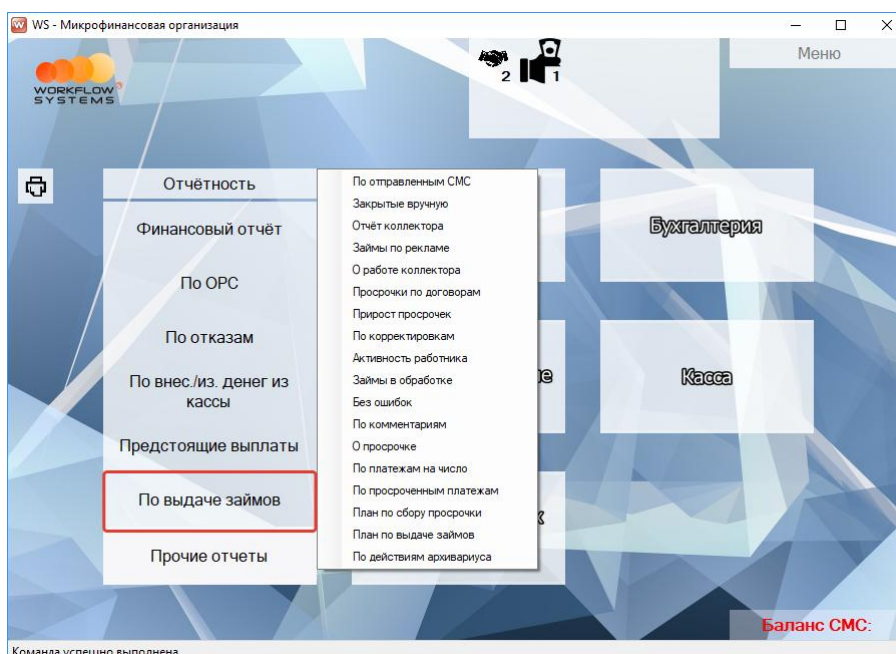 WS - Микрофинансовая организация
Меню
2
1
WORKFLOW
SYSTEMS
Отчётность
Финансовый отчёт
По ОРС
По отказам
По внес./из. денег из
кассы
Предстоящие выплаты
По выдаче займов
Прочие отчеты
По отправленным СМС
Закрытые вручную
Отчёт коллектора
Займы по рекламе
О работе коллектора
Просрочки по договорам
Прирост просрочек
По корректировкам
Активность работника
Займы в обработке
Без ошибок
По комментариям
О просрочке
По платежам на число
По просроченным платежам
План по сбору просрочки
План по выдаче займов
По действиям архивариуса
Бухгалтерия
Касса
Баланс СМС:
Команда успешно выполнена